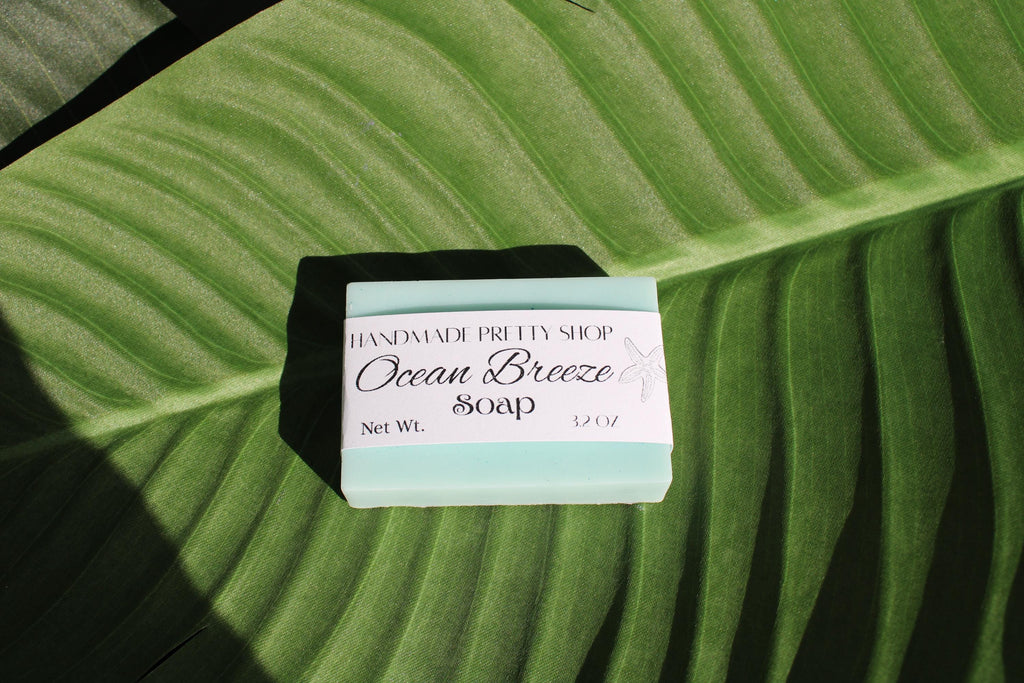 HANDMADE PRETTY SHOP
Ocean Breeze
Soap
Net Wt. 3.2 OZ